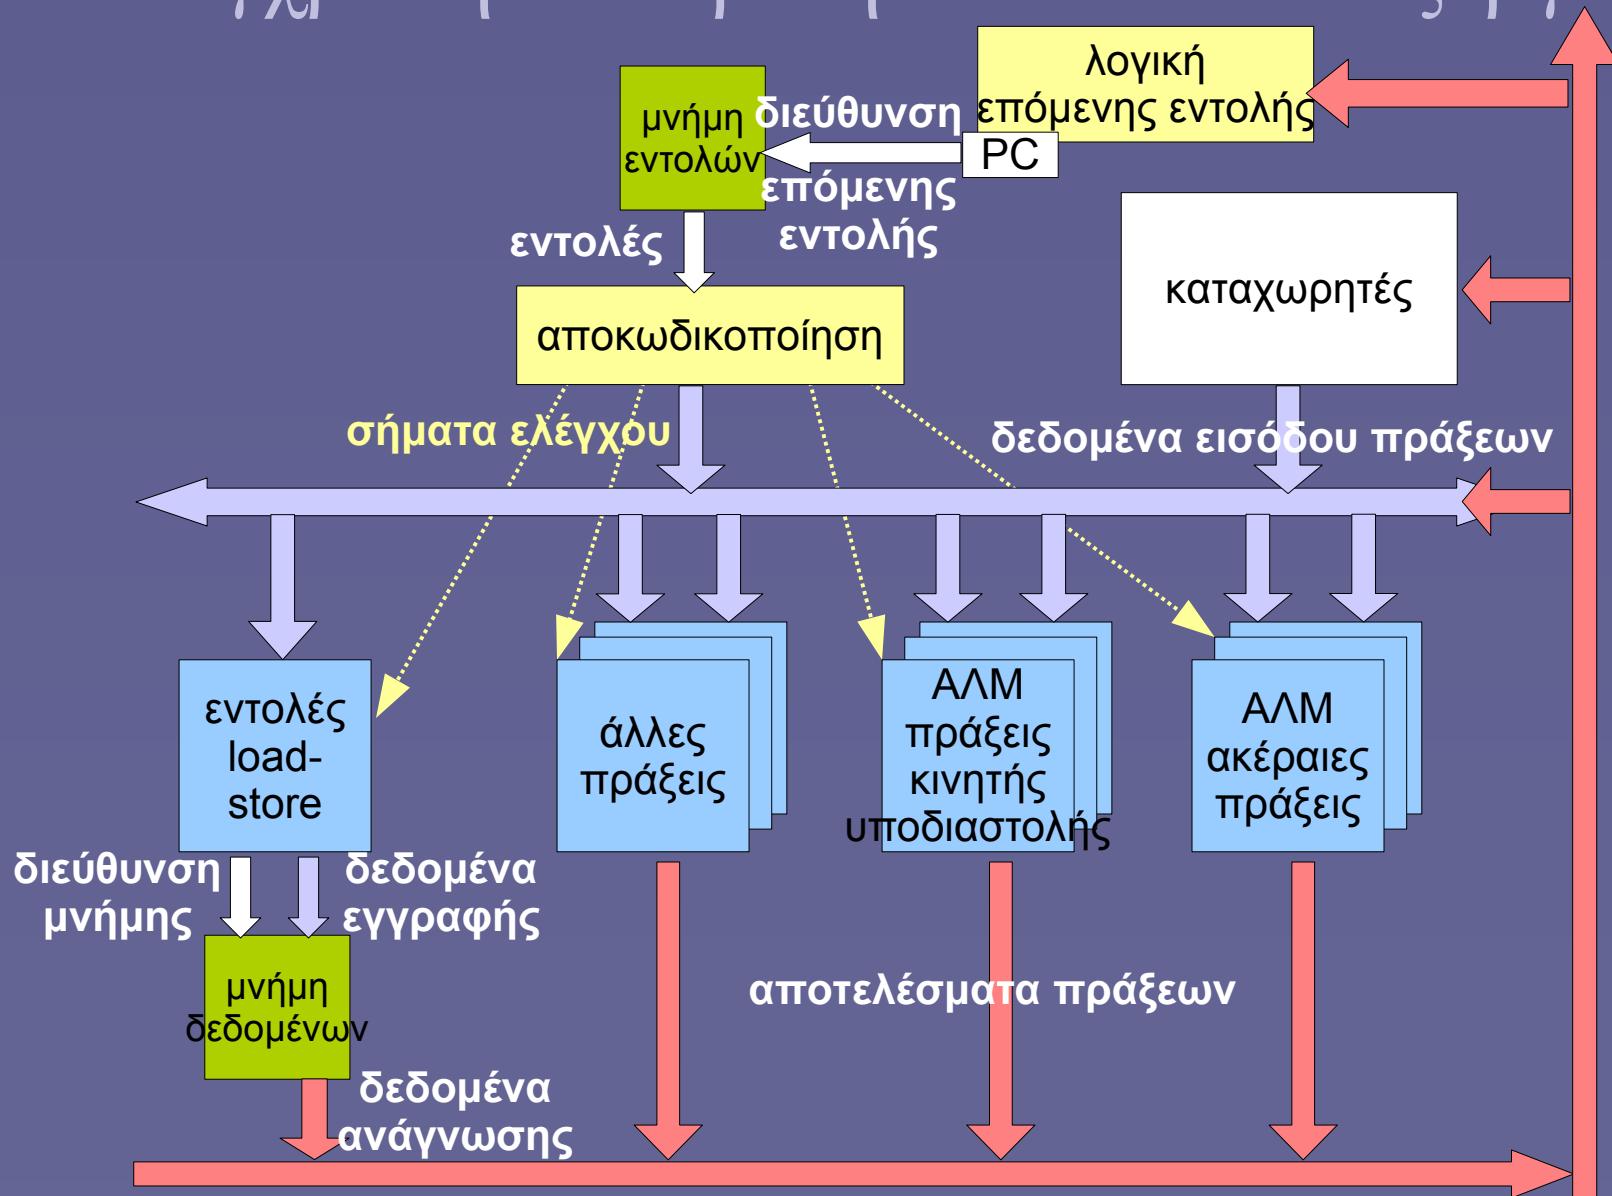 λογική
επόμενης εντολής
PC
μνήμη
εντολών
διεύθυνση
επόμενης
εντολής
εντολές
καταχωρητές
αποκωδικοποίηση
σήματα ελέγχου
δεδομένα εισόδου πράξεων
εντολές
load-
store
άλλες
πράξεις
ΑΛΜ
πράξεις
κινητής
υποδιαστολής
ΑΛΜ
ακέραιες
πράξεις
διεύθυνση
μνήμης
δεδομένα
εγγραφής
μνήμη
δεδομένων
αποτελέσματα πράξεων
δεδομένα
ανάγνωσης